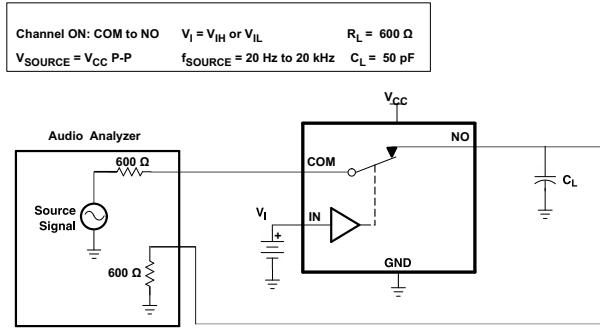 Channel ON: COM to NO V_I = V_IH or V_IL R_L = 600 Ω
V_SOURCE = V_CC P-P f_SOURCE = 20 Hz to 20 kHz C_L = 50 pF
V_CC
Audio Analyzer
NO
600 Ω
COM
C_L
Source
Signal
V_I
IN
+
600 Ω
GND